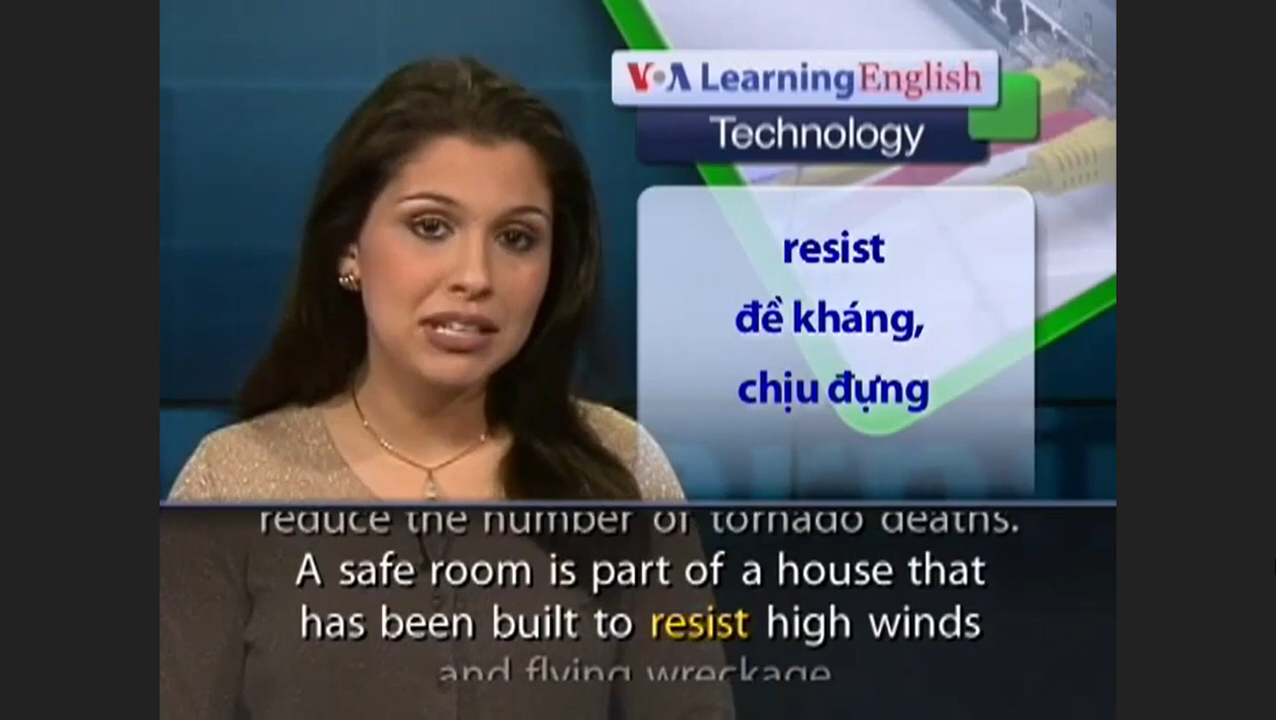 VOA Learning English
Technology
resist
đề kháng,
chịu đựng
reduce the number of tornado deaths.
A safe room is part of a house that
has been built to resist high winds
and flying wreckage